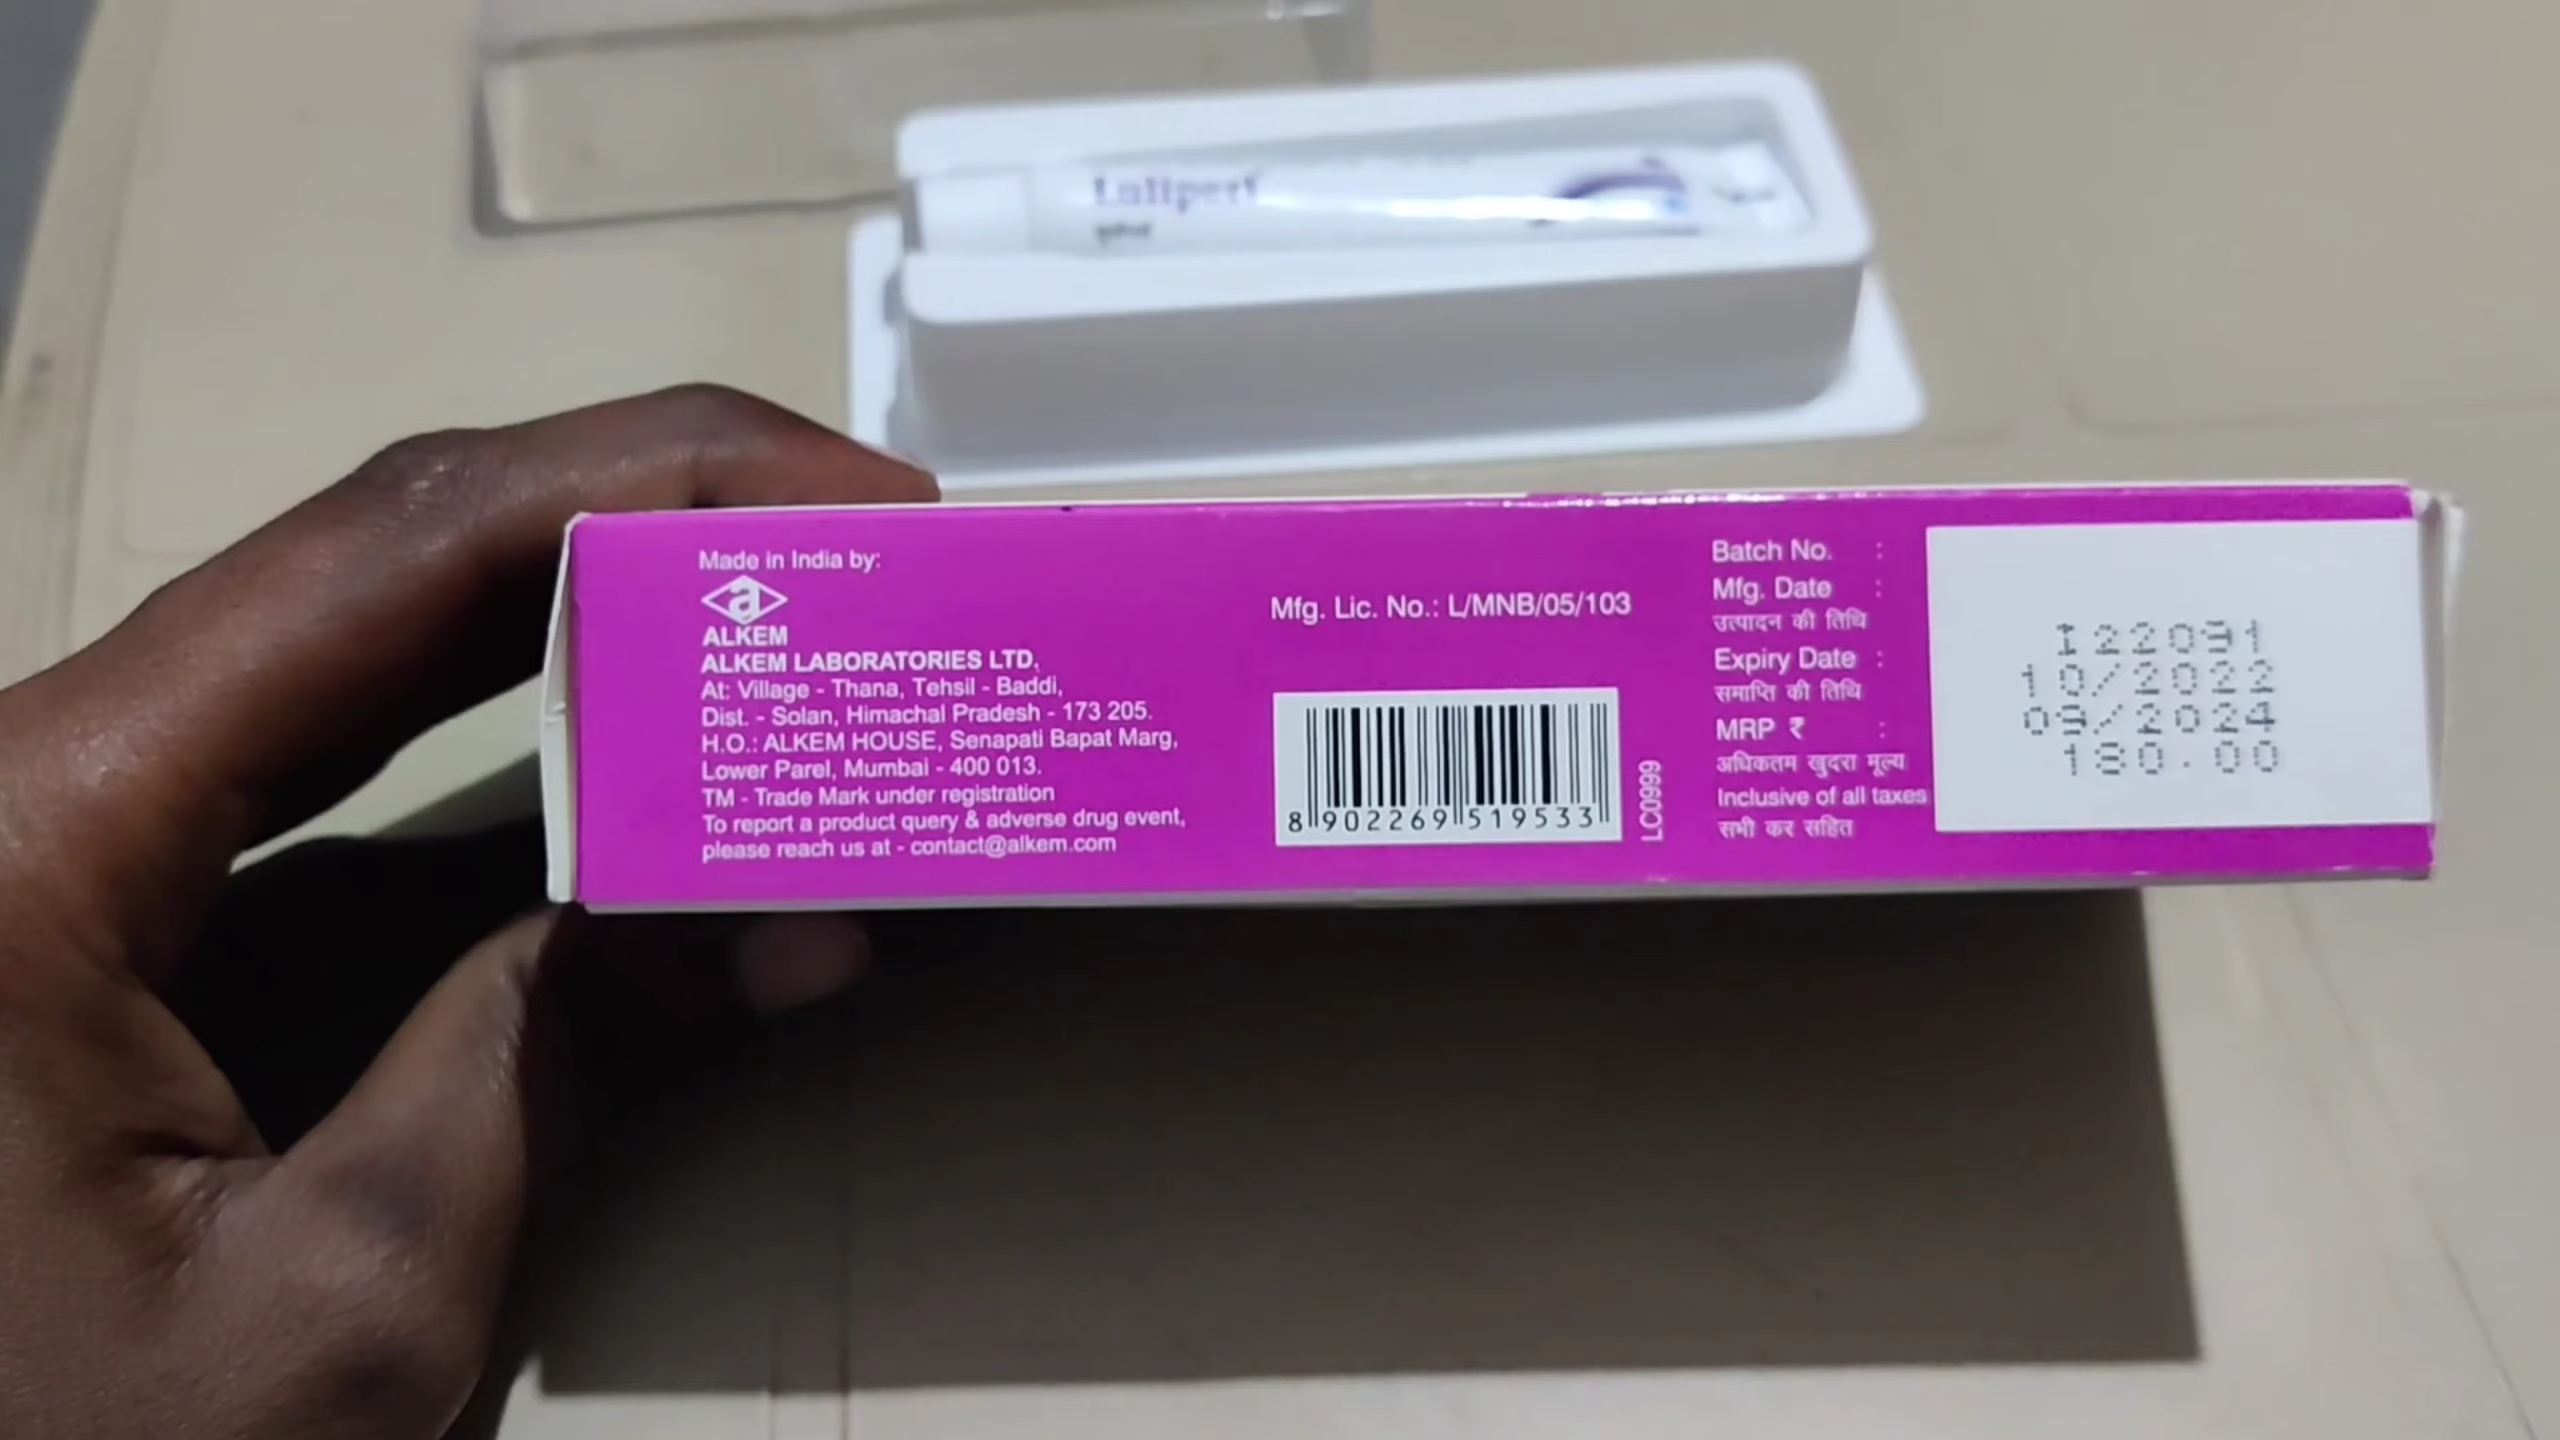 Luliperf
Made in India by:
a
ALKEM
ALKEM LABORATORIES LTD.
At: Village - Thana, Tehsil - Baddi,
Dist. - Solan, Himachal Pradesh - 173 205.
H.O.: ALKEM HOUSE, Senapati Bapat Marg,
Lower Parel, Mumbai - 400 013.
TM - Trade Mark under registration
To report a product query & adverse drug event,
please reach us at - contact@alkem.com
Mfg. Lic. No.: L/MNB/05/103
8 902269 519533
LC0999
Batch No. :
Mfg. Date :
उत्पादन की तिथि
Expiry Date :
समाप्ति की तिथि
MRP ₹ :
अधिकतम खुदरा मूल्य
Inclusive of all taxes
सभी कर सहित
I22091
10/2022
09/2024
180.00